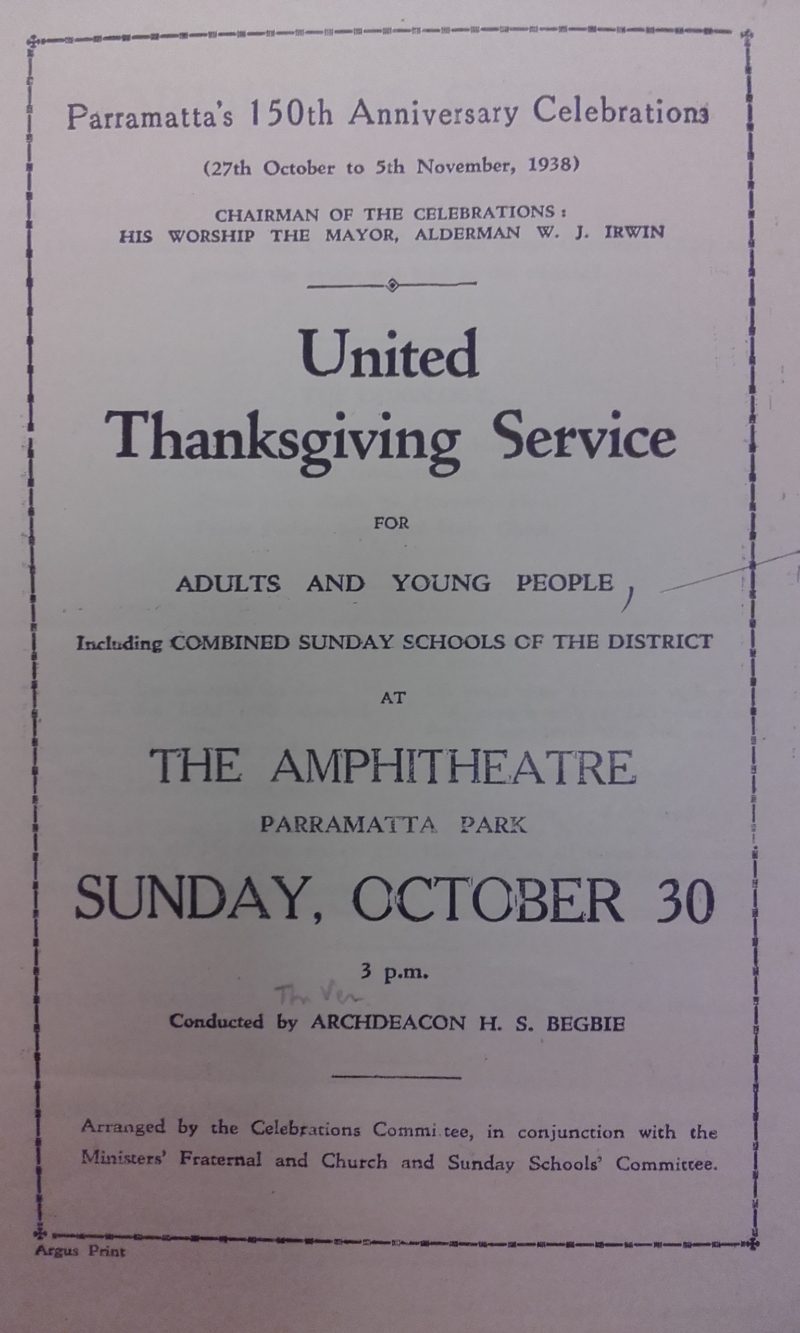 Parramatta's 150th Anniversary Celebrations
(27th October to 5th November, 1938)
CHAIRMAN OF THE CELEBRATIONS:
HIS WORSHIP THE MAYOR, ALDERMAN W. J. IRWIN
United
Thanksgiving Service
FOR
ADULTS AND YOUNG PEOPLE,
Including COMBINED SUNDAY SCHOOLS OF THE DISTRICT
AT
THE AMPHITHEATRE
PARRAMATTA PARK
SUNDAY, OCTOBER 30
3 p.m.
The Ven
Conducted by ARCHDEACON H. S. BEGBIE
Arranged by the Celebrations Commi tee, in conjunction with the
Ministers' Fraternal and Church and Sunday Schools' Committee.
Argus Print